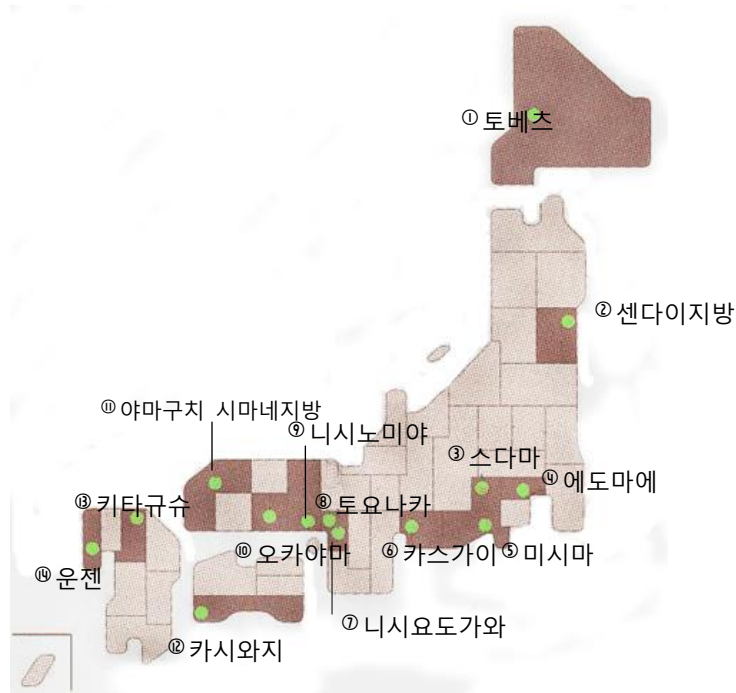 ① 토베츠
② 센다이지방
⑪ 야마구치 시마네지방
⑨ 니시노미야
③ 스다마
④ 에도마에
⑬ 키타규슈
⑧ 토요나카
⑩ 오카야마
⑥ 카스가이
⑤ 미시마
⑭ 운젠
⑦ 니시요도가와
⑫ 카시와지